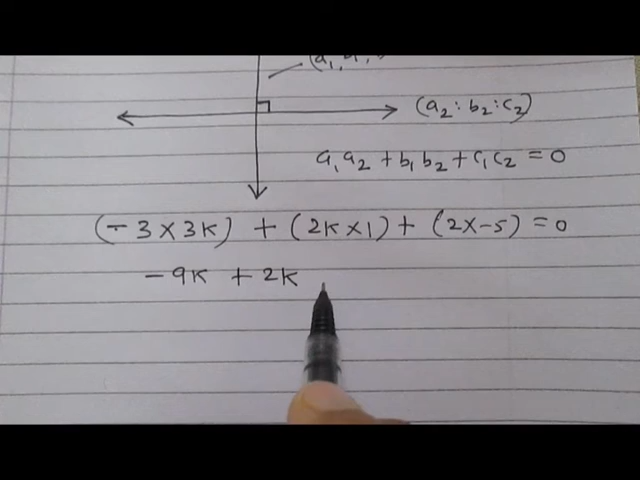 (a₂ : b₂ : c₂)
a₁a₂ + b₁b₂ + c₁c₂ = 0
(-3×3k) + (2k×1) + (2×-5) = 0
-9k + 2k